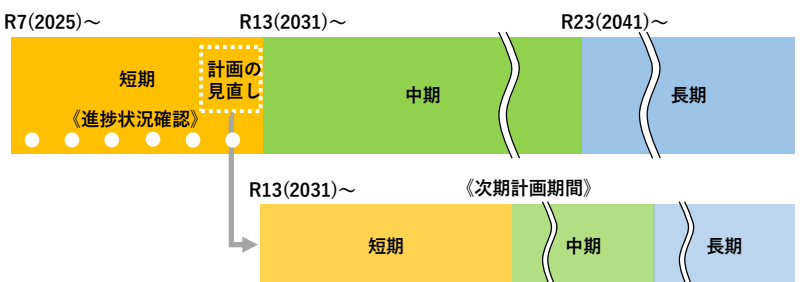 R7(2025)～
R13(2031)～
R23(2041)～
短期
計画の
見直し
中期
長期
《進捗状況確認》
R13(2031)～
《次期計画期間》
短期
中期
長期